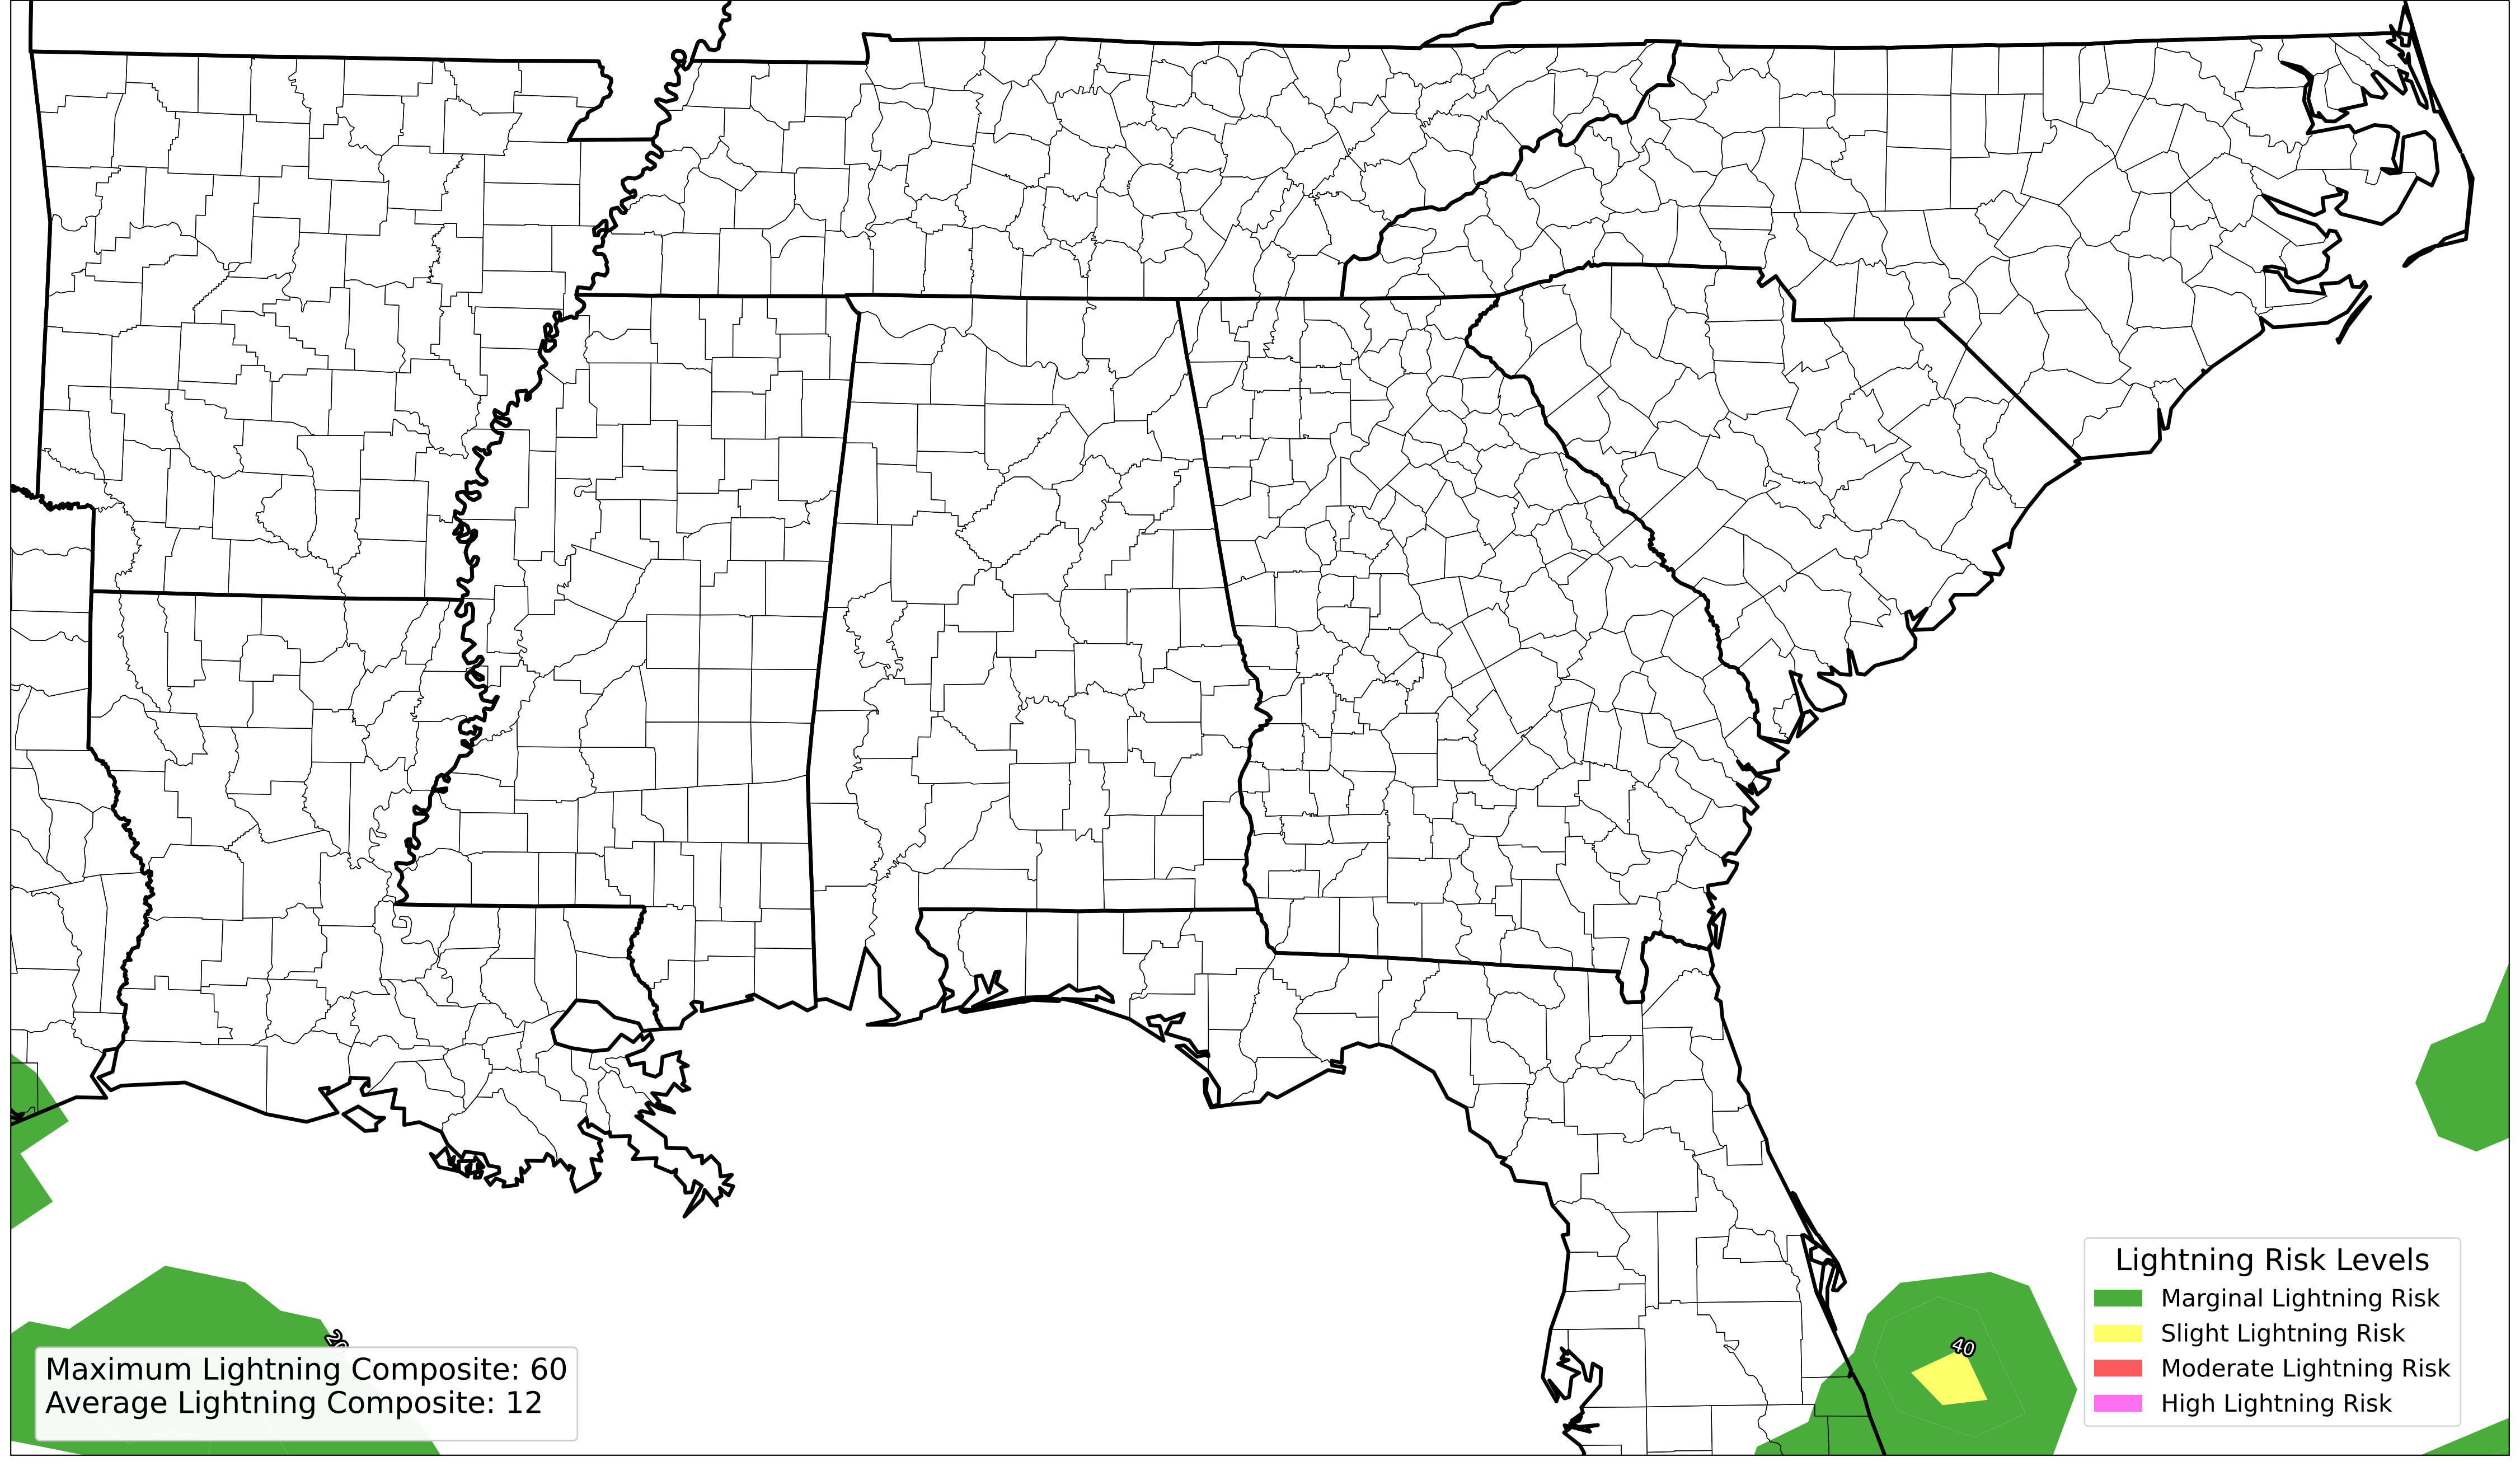 40
Maximum Lightning Composite: 60
Average Lightning Composite: 12
Lightning Risk Levels
Marginal Lightning Risk
Slight Lightning Risk
Moderate Lightning Risk
High Lightning Risk